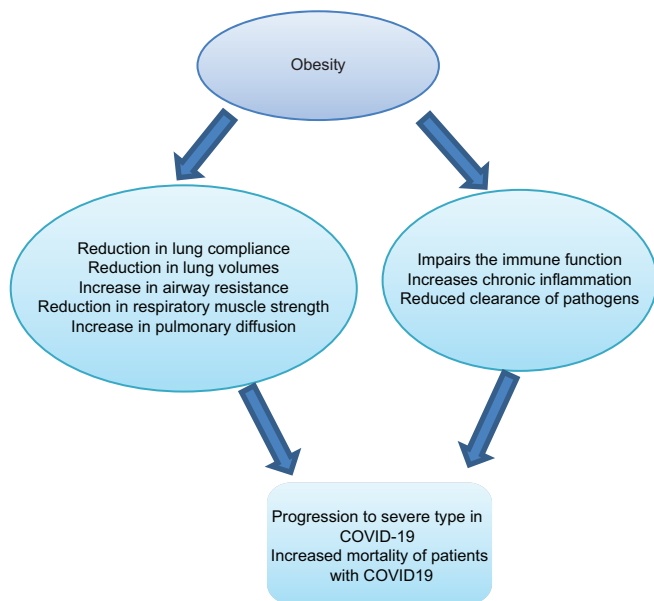 Obesity
Reduction in lung compliance
Reduction in lung volumes
Increase in airway resistance
Reduction in respiratory muscle strength
Increase in pulmonary diffusion
Impairs the immune function
Increases chronic inflammation
Reduced clearance of pathogens
Progression to severe type in
COVID-19
Increased mortality of patients
with COVID19